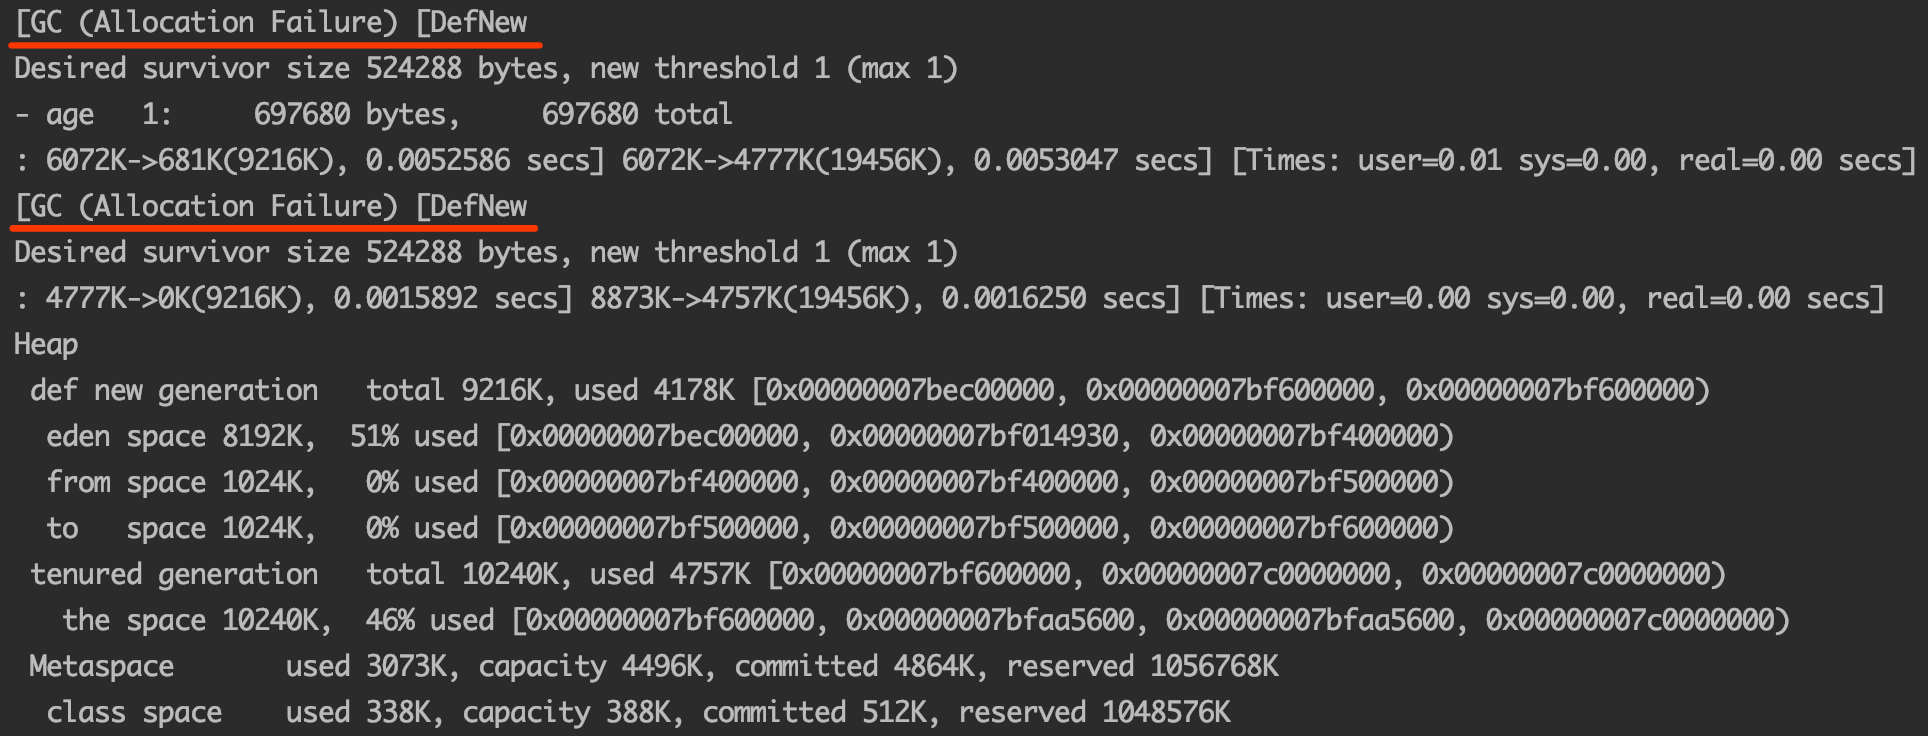 [GC (Allocation Failure) [DefNew
Desired survivor size 524288 bytes, new threshold 1 (max 1)
- age   1:     697680 bytes,     697680 total
: 6072K->681K(9216K), 0.0052586 secs] 6072K->4777K(19456K), 0.0053047 secs] [Times: user=0.01 sys=0.00, real=0.00 secs]
[GC (Allocation Failure) [DefNew
Desired survivor size 524288 bytes, new threshold 1 (max 1)
: 4777K->0K(9216K), 0.0015892 secs] 8873K->4757K(19456K), 0.0016250 secs] [Times: user=0.00 sys=0.00, real=0.00 secs]
Heap
 def new generation   total 9216K, used 4178K [0x00000007bec00000, 0x00000007bf600000, 0x00000007bf600000)
  eden space 8192K,  51% used [0x00000007bec00000, 0x00000007bf014930, 0x00000007bf400000)
  from space 1024K,   0% used [0x00000007bf400000, 0x00000007bf400000, 0x00000007bf500000)
  to   space 1024K,   0% used [0x00000007bf500000, 0x00000007bf500000, 0x00000007bf600000)
 tenured generation   total 10240K, used 4757K [0x00000007bf600000, 0x00000007c0000000, 0x00000007c0000000)
   the space 10240K,  46% used [0x00000007bf600000, 0x00000007bfaa5600, 0x00000007bfaa5600, 0x00000007c0000000)
 Metaspace       used 3073K, capacity 4496K, committed 4864K, reserved 1056768K
  class space    used 338K, capacity 388K, committed 512K, reserved 1048576K